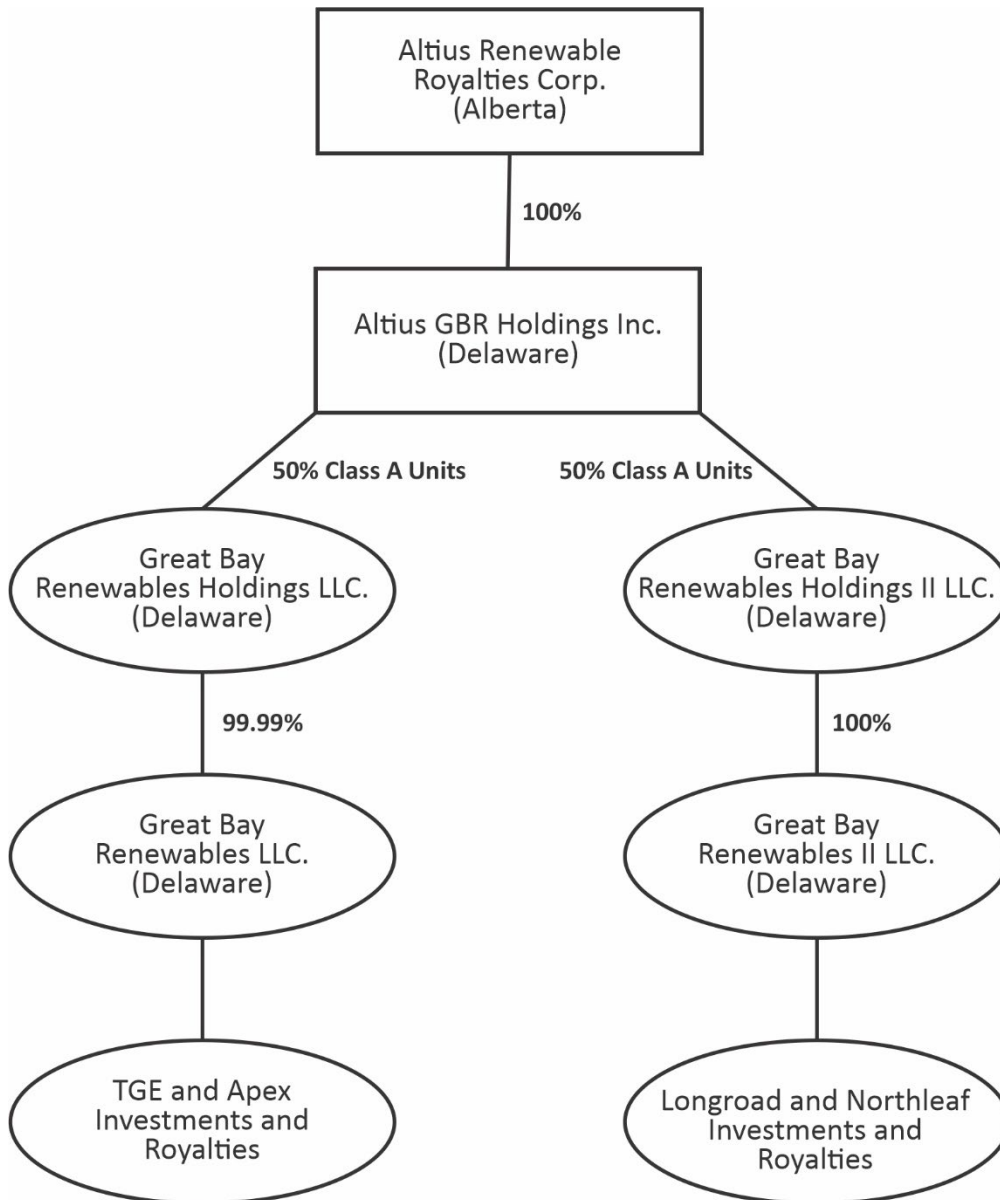 Altius Renewable
Royalties Corp.
(Alberta)
100%
Altius GBR Holdings Inc.
(Delaware)
50% Class A Units
50% Class A Units
Great Bay
Renewables Holdings LLC.
(Delaware)
Great Bay
Renewables Holdings II LLC.
(Delaware)
99.99%
100%
Great Bay
Renewables LLC.
(Delaware)
Great Bay
Renewables II LLC.
(Delaware)
TGE and Apex
Investments and
Royalties
Longroad and Northleaf
Investments and
Royalties